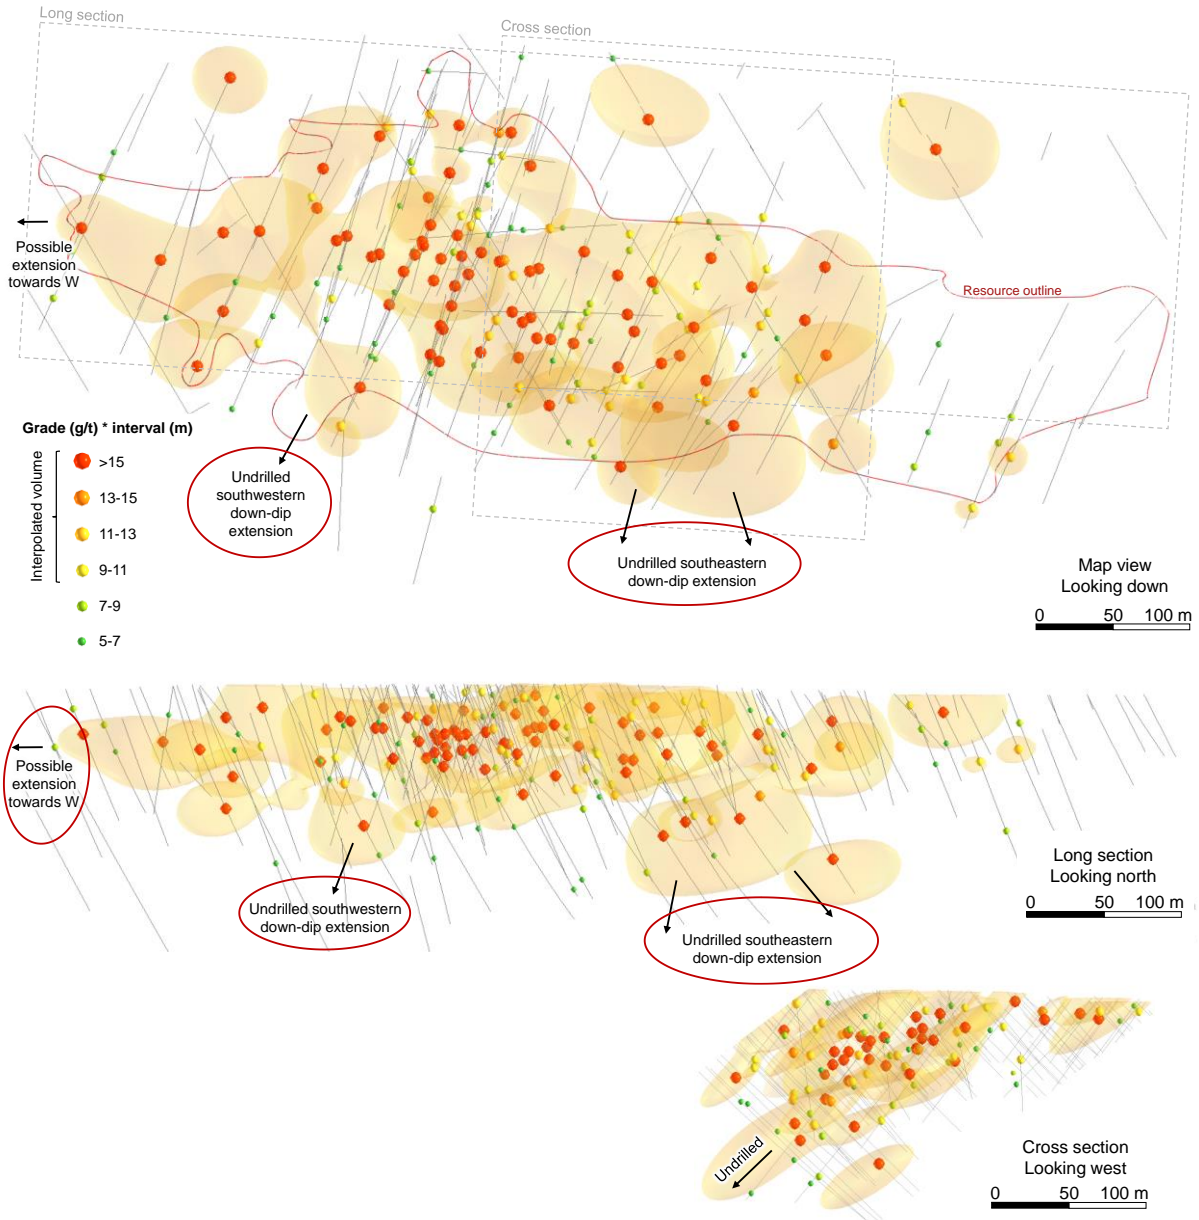 Long section
Cross section
Possible
extension
towards W
Resource outline
Grade (g/t) * interval (m)
Interpolated volume
>15
13-15
11-13
9-11
7-9
5-7
Undrilled
southwestern
down-dip
extension
Undrilled southeastern
down-dip extension
Map view
Looking down
0 50 100 m
Possible
extension
towards W
Undrilled southwestern
down-dip extension
Undrilled southeastern
down-dip extension
Long section
Looking north
0 50 100 m
Undrilled
Cross section
Looking west
0 50 100 m